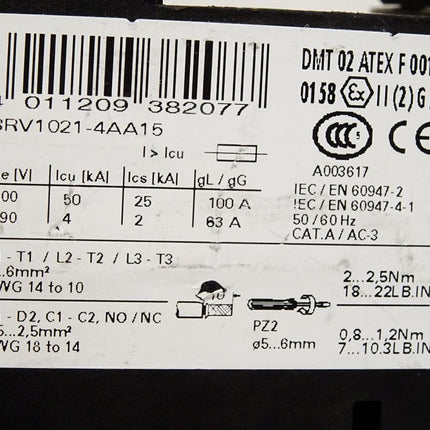 DMT 02 ATEX F 001
0158 Ex II (2) G
4 011209 382077
3RV1021-4AA15
CCC CE
I > Icu
A003617
e [V] Icu [kA] Ics [kA] gL / gG
00 50 25 100 A
90 4 2 63 A
IEC / EN 60947-2
IEC / EN 60947-4-1
50 / 60 Hz
CAT.A / AC-3
- T1 / L2 - T2 / L3 - T3
..6mm²
WG 14 to 10
2...2,5Nm
18...22LB.IN
10
- D2, C1 - C2, NO / NC
5...2,5mm²
WG 18 to 14
PZ2
ø5...6mm
0,8...1,2Nm
7...10.3LB.IN